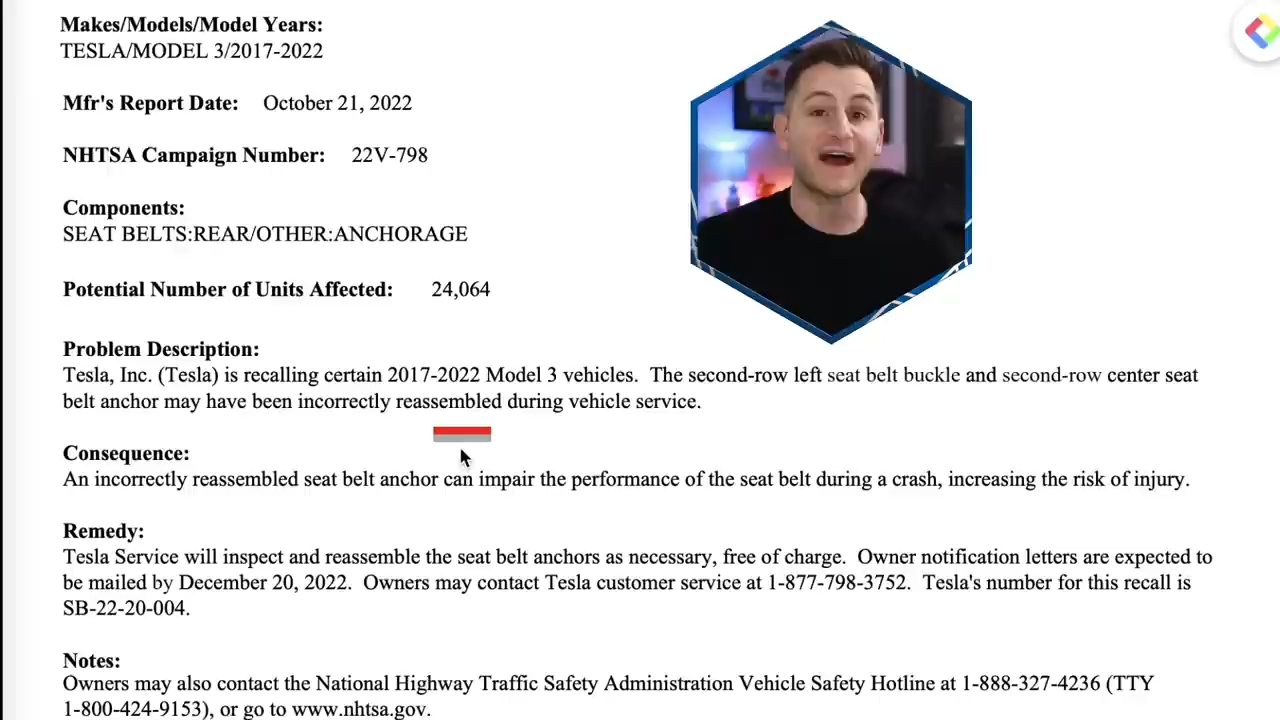 Makes/Models/Model Years:
TESLA/MODEL 3/2017-2022
Mfr's Report Date: October 21, 2022
NHTSA Campaign Number: 22V-798
Components:
SEAT BELTS:REAR/OTHER:ANCHORAGE
Potential Number of Units Affected: 24,064
Problem Description:
Tesla, Inc. (Tesla) is recalling certain 2017-2022 Model 3 vehicles. The second-row left seat belt buckle and second-row center seat
belt anchor may have been incorrectly reassembled during vehicle service.
Consequence:
An incorrectly reassembled seat belt anchor can impair the performance of the seat belt during a crash, increasing the risk of injury.
Remedy:
Tesla Service will inspect and reassemble the seat belt anchors as necessary, free of charge. Owner notification letters are expected to
be mailed by December 20, 2022. Owners may contact Tesla customer service at 1-877-798-3752. Tesla's number for this recall is
SB-22-20-004.
Notes:
Owners may also contact the National Highway Traffic Safety Administration Vehicle Safety Hotline at 1-888-327-4236 (TTY
1-800-424-9153), or go to www.nhtsa.gov.